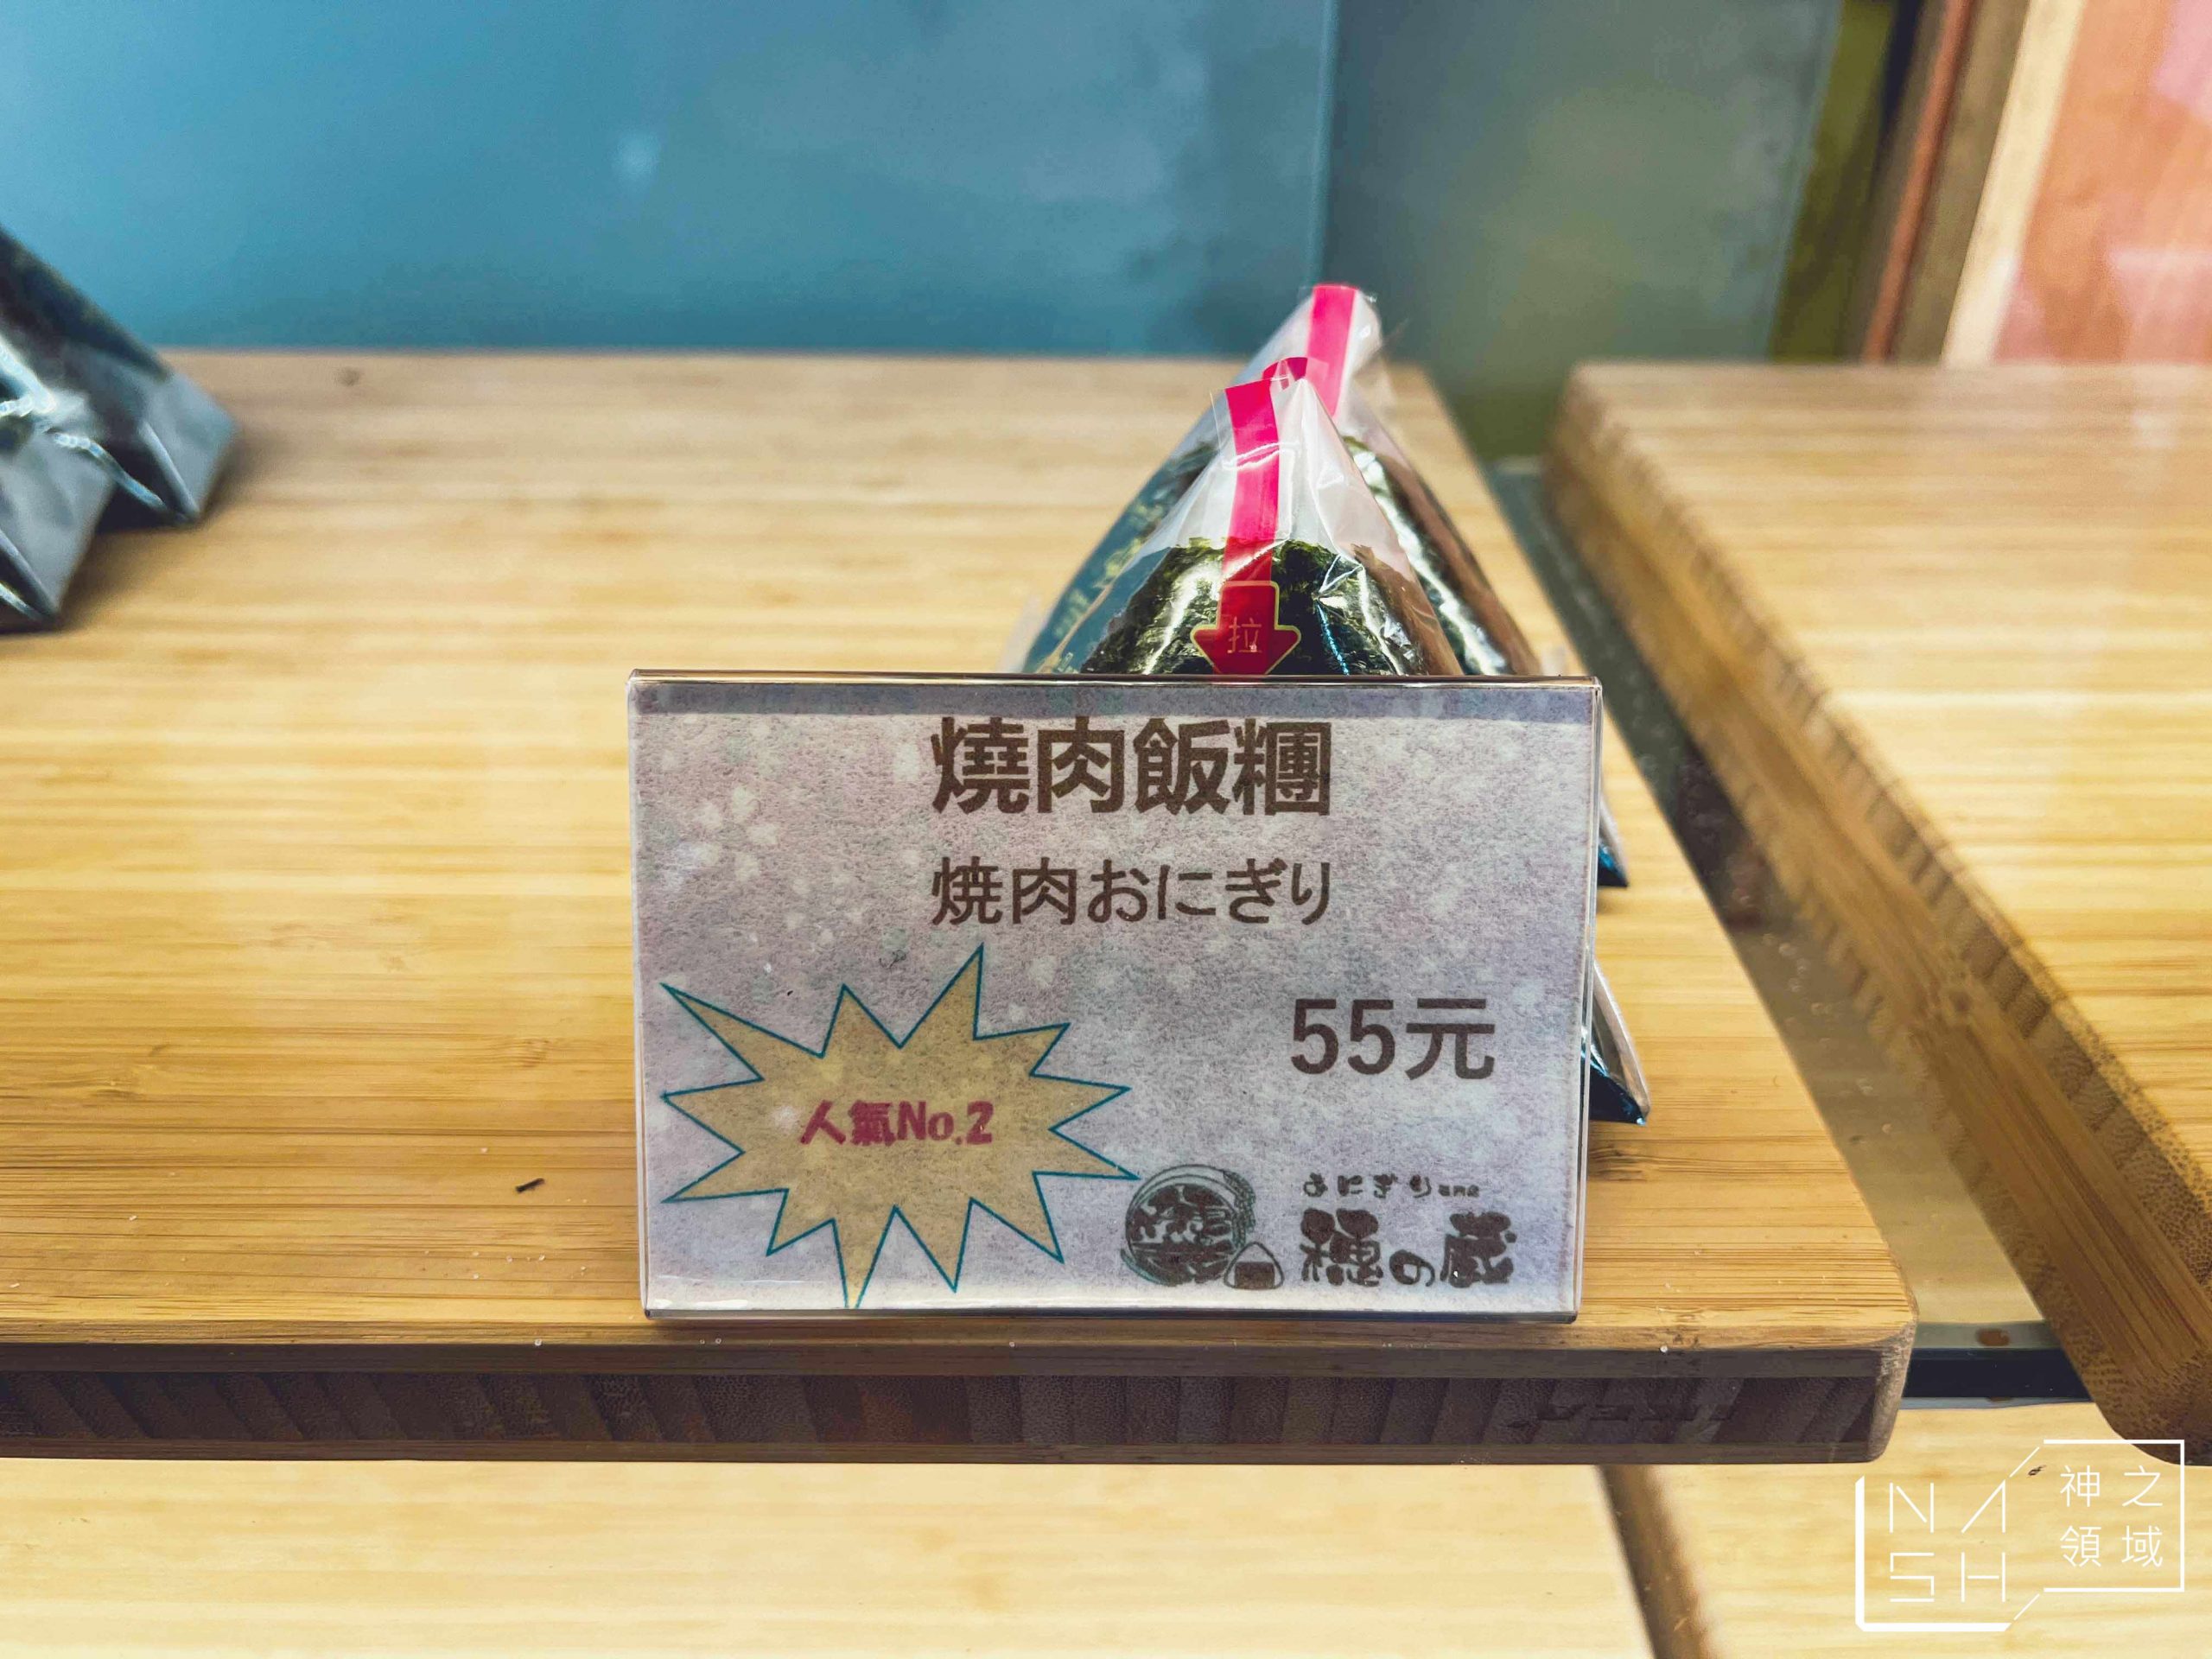 拉
燒肉飯糰
焼肉おにぎり
55元
人氣No.2
おにぎり
穂の蔵
NASH
神之領域